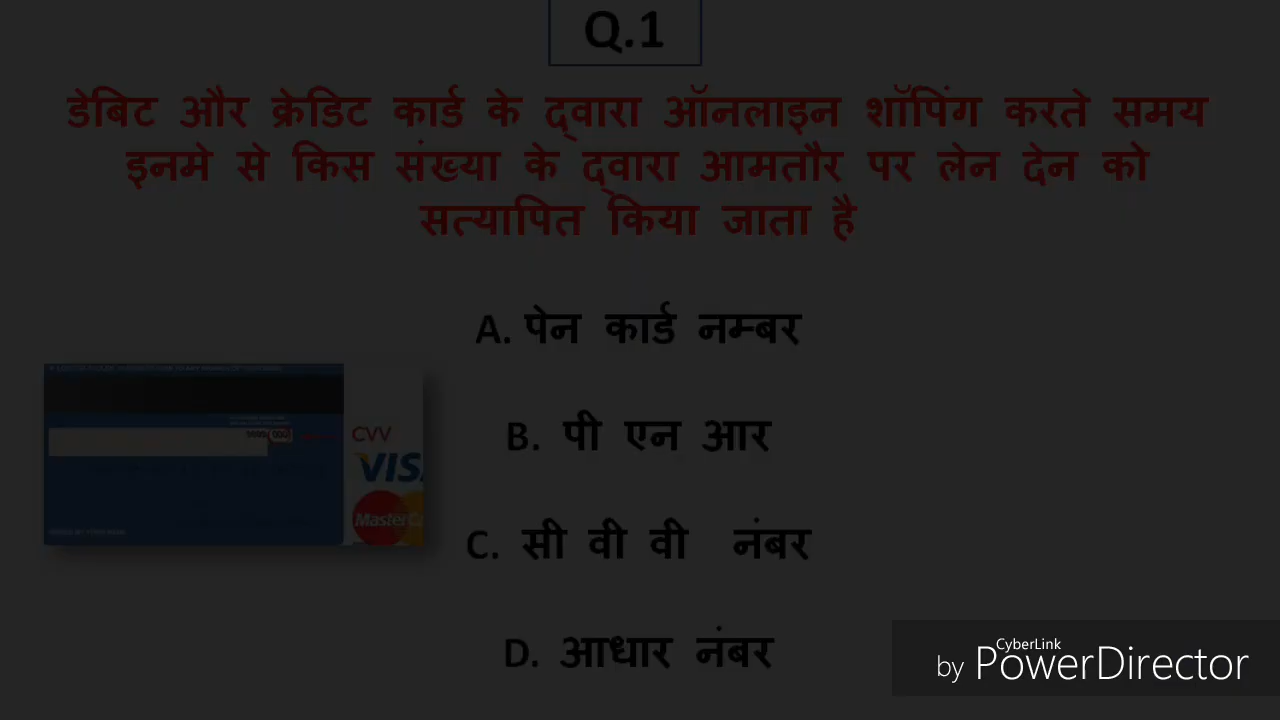 Q.1
डेबिट और क्रेडिट कार्ड के द्वारा ऑनलाइन शॉपिंग करते समय
इनमे से किस संख्या के द्वारा आमतौर पर लेन देन को
सत्यापित किया जाता है
A. पेन कार्ड नम्बर
B. पी एन आर
CVV
VISA
MasterCa
C. सी वी वी नंबर
D. आधार नंबर
CyberLink
by PowerDirector